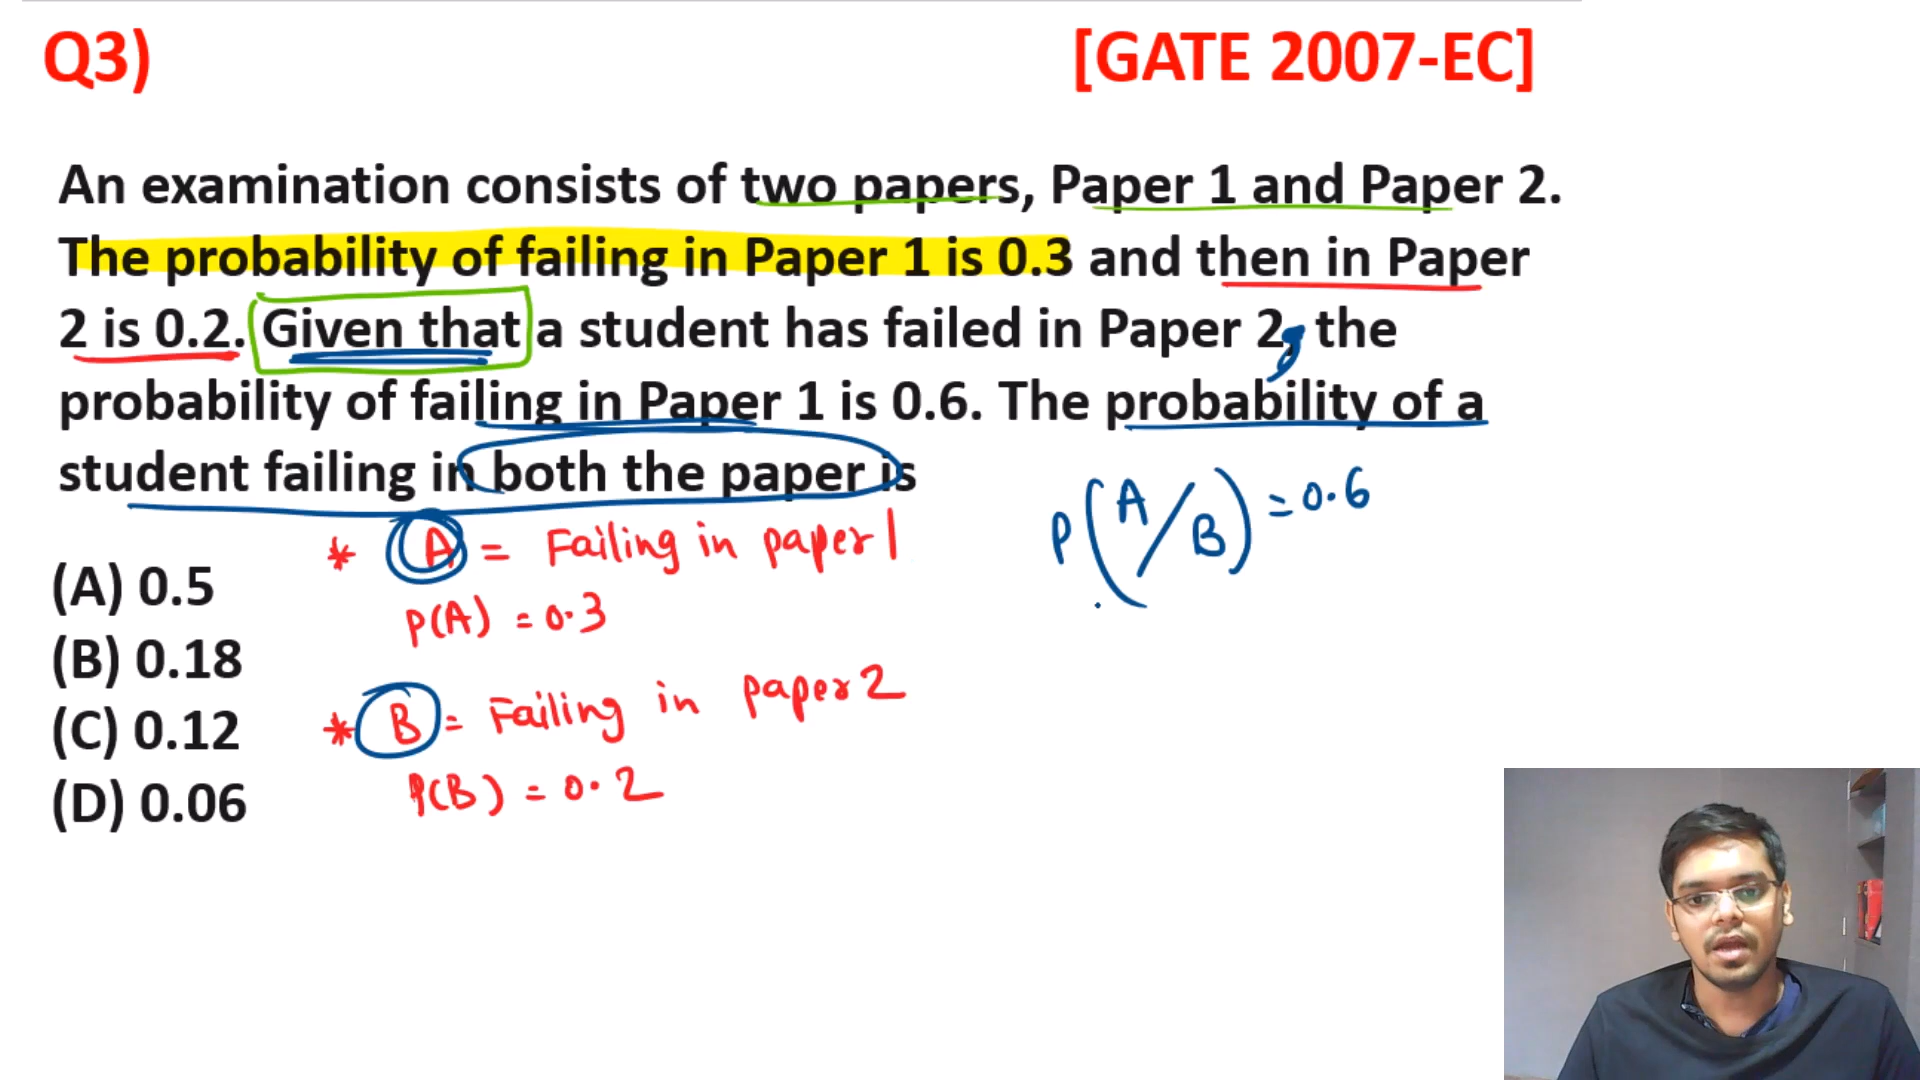 Q3) [GATE 2007-EC]
An examination consists of two papers, Paper 1 and Paper 2.
The probability of failing in Paper 1 is 0.3 and then in Paper
2 is 0.2. Given that a student has failed in Paper 2, the
probability of failing in Paper 1 is 0.6. The probability of a
student failing in both the paper is
P(A/B) = 0.6
* A = Failing in paper 1
(A) 0.5
P(A) = 0.3
(B) 0.18
* B = Failing in paper 2
(C) 0.12
P(B) = 0.2
(D) 0.06